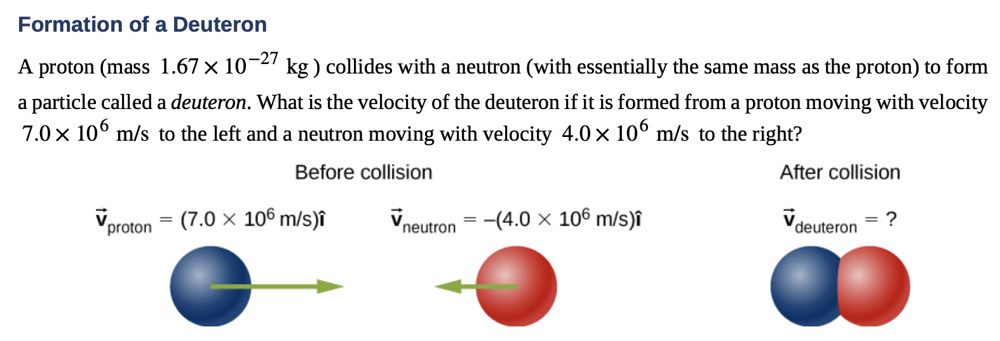 Formation of a Deuteron
A proton (mass 1.67 × 10⁻²⁷ kg ) collides with a neutron (with essentially the same mass as the proton) to form
a particle called a deuteron. What is the velocity of the deuteron if it is formed from a proton moving with velocity
7.0 × 10⁶ m/s to the left and a neutron moving with velocity 4.0 × 10⁶ m/s to the right?
Before collision After collision
v⃗proton = (7.0 × 10⁶ m/s)î v⃗neutron = –(4.0 × 10⁶ m/s)î v⃗deuteron = ?